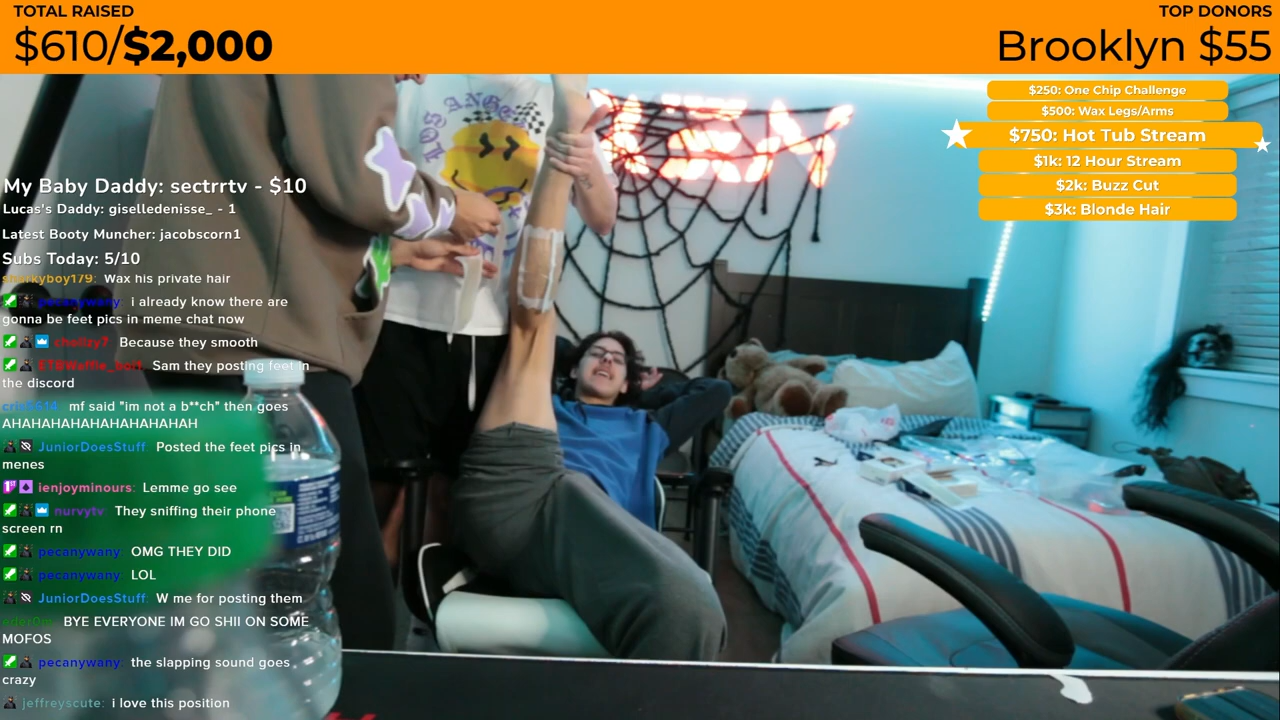 TOTAL RAISED
$610/$2,000
TOP DONORS
Brooklyn $55
$250: One Chip Challenge
$500: Wax Legs/Arms
$750: Hot Tub Stream
$1k: 12 Hour Stream
$2k: Buzz Cut
$3k: Blonde Hair
My Baby Daddy: sectrrtv - $10
Lucas's Daddy: giselledenisse_ - 1
Latest Booty Muncher: jacobscorn1
Subs Today: 5/10
Wax his private hair
pecanywany: i already know there are
gonna be feet pics in meme chat now
Because they smooth
Sam they posting feet in
the discord
mf said "im not a b**ch" then goes
AHAHAHAHAHAHAHAHAHAH
JuniorDoesStuff: Posted the feet pics in
menes
ienjoyminours: Lemme go see
nurvytv: They sniffing their phone
screen rn
pecanywany: OMG THEY DID
pecanywany: LOL
JuniorDoesStuff: W me for posting them
BYE EVERYONE IM GO SHII ON SOME
MOFOS
pecanywany: the slapping sound goes
crazy
jeffreyscute: i love this position
LOS ANGE